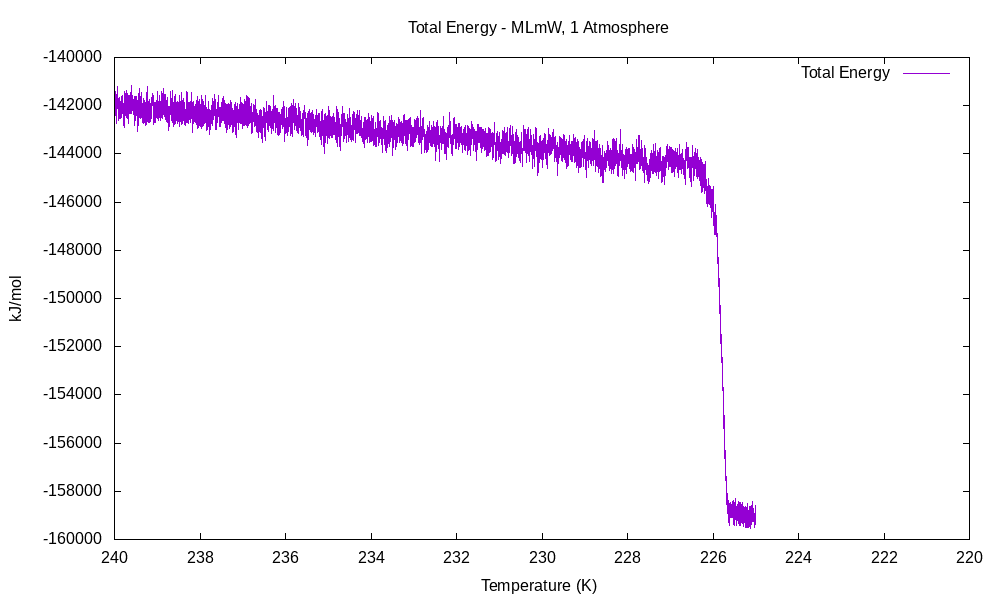 Total Energy - MLmW, 1 Atmosphere
Total Energy
-140000
-142000
-144000
-146000
-148000
-150000
-152000
-154000
-156000
-158000
-160000
kJ/mol
240 238 236 234 232 230 228 226 224 222 220
Temperature (K)